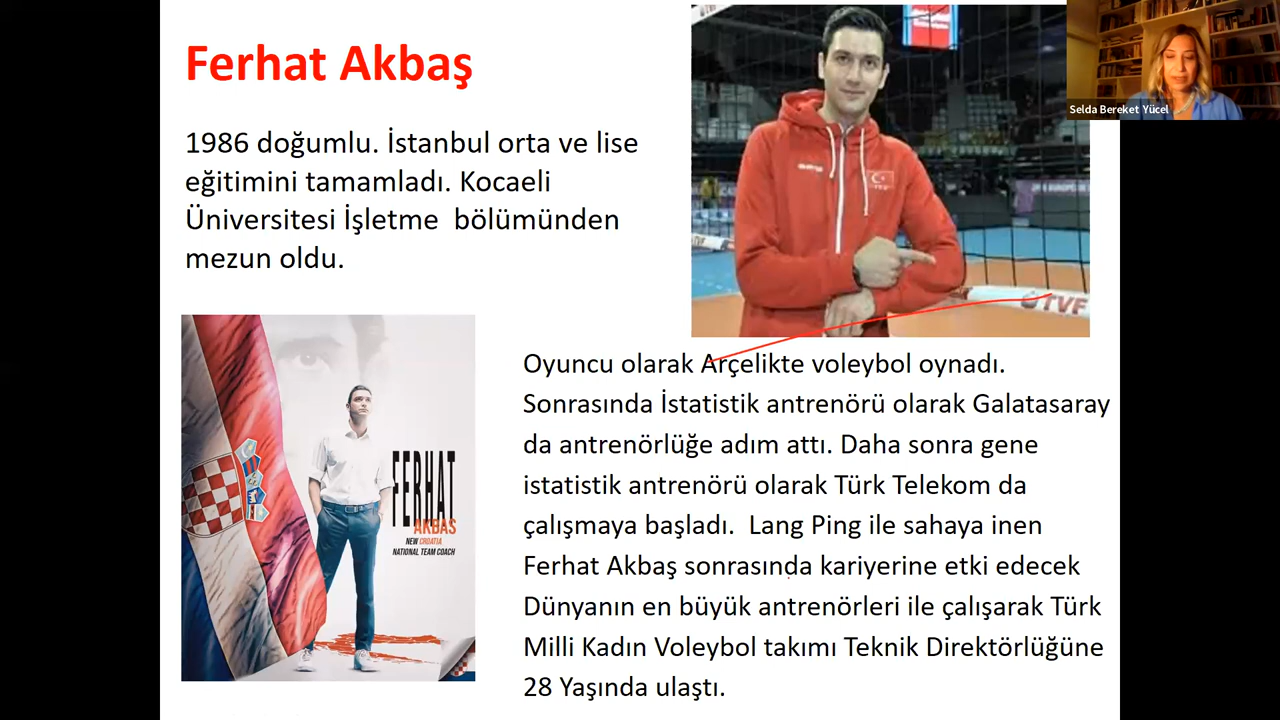 Ferhat Akbaş
1986 doğumlu. İstanbul orta ve lise
eğitimini tamamladı. Kocaeli
Üniversitesi İşletme bölümünden
mezun oldu.
Selda Bereket Yücel
TVF
TVF
FERHAT
AKBAS
NEW CROATIA
NATIONAL TEAM COACH
Oyuncu olarak Arçelikte voleybol oynadı.
Sonrasında İstatistik antrenörü olarak Galatasaray
da antrenörlüğe adım attı. Daha sonra gene
istatistik antrenörü olarak Türk Telekom da
çalışmaya başladı. Lang Ping ile sahaya inen
Ferhat Akbaş sonrasında kariyerine etki edecek
Dünyanın en büyük antrenörleri ile çalışarak Türk
Milli Kadın Voleybol takımı Teknik Direktörlüğüne
28 Yaşında ulaştı.